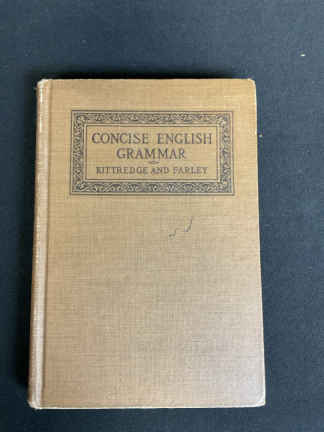 CONCISE ENGLISH
GRAMMAR
KITTREDGE AND FARLEY